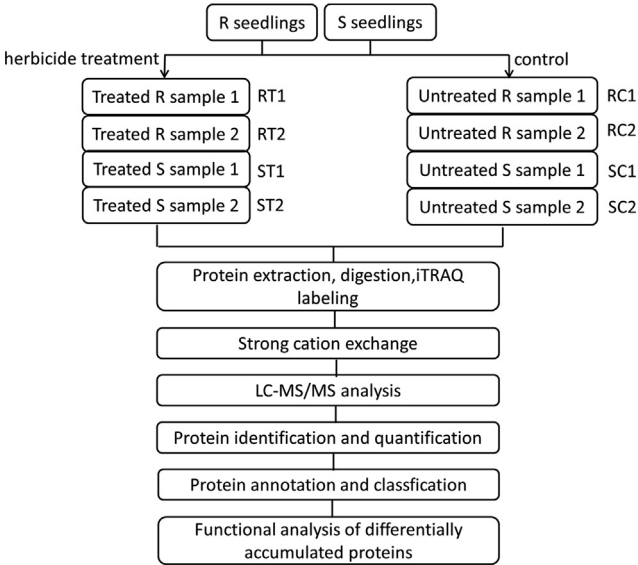 R seedlings
S seedlings
herbicide treatment
control
Treated R sample 1
RT1
Untreated R sample 1
RC1
Treated R sample 2
RT2
Untreated R sample 2
RC2
Treated S sample 1
ST1
Untreated S sample 1
SC1
Treated S sample 2
ST2
Untreated S sample 2
SC2
Protein extraction, digestion,iTRAQ
labeling
Strong cation exchange
LC-MS/MS analysis
Protein identification and quantification
Protein annotation and classfication
Functional analysis of differentially
accumulated proteins